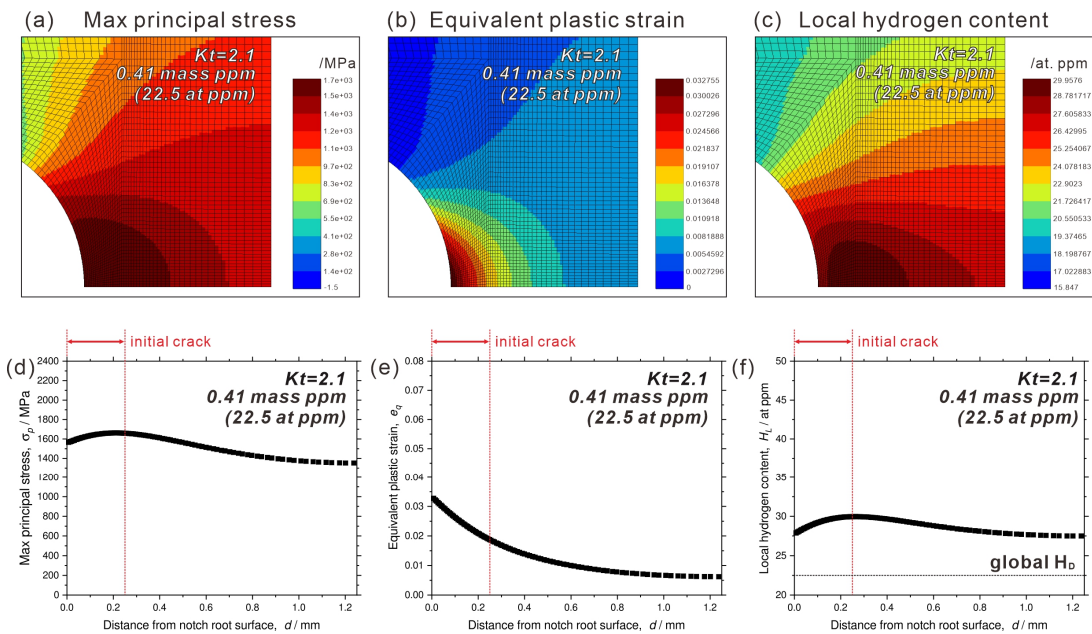 (a) Max principal stress
Kt=2.1
0.41 mass ppm
(22.5 at ppm)
/MPa
1.7e+03
1.5e+03
1.4e+03
1.2e+03
1.1e+03
9.7e+02
8.2e+02
6.9e+02
5.5e+02
4.1e+02
2.8e+02
1.4e+02
-1.5
(b) Equivalent plastic strain
Kt=2.1
0.41 mass ppm
(22.5 at ppm)
0.032755
0.030026
0.027296
0.024566
0.021837
0.019107
0.016378
0.013648
0.010918
0.0081888
0.0054592
0.0027296
0
(c) Local hydrogen content
Kt=2.1
0.41 mass ppm
(22.5 at ppm)
/at. ppm
29.9576
28.781717
27.605833
26.42995
25.254067
24.078183
22.9023
21.726417
20.550533
19.37465
18.198767
17.022883
15.847
(d)
initial crack
Kt=2.1
0.41 mass ppm
(22.5 at ppm)
Max principal stress, σp / MPa
2400
2200
2000
1800
1600
1400
1200
1000
800
600
400
200
0
0.0 0.2 0.4 0.6 0.8 1.0 1.2
Distance from notch root surface, d / mm
(e)
initial crack
Kt=2.1
0.41 mass ppm
(22.5 at ppm)
Equivalent plastic strain, eq
0.08
0.07
0.06
0.05
0.04
0.03
0.02
0.01
0.00
0.0 0.2 0.4 0.6 0.8 1.0 1.2
Distance from notch root surface, d / mm
(f)
initial crack
Kt=2.1
0.41 mass ppm
(22.5 at ppm)
Local hydrogen content, HL / at ppm
50
45
40
35
30
25
20
global HD
0.0 0.2 0.4 0.6 0.8 1.0 1.2
Distance from notch root surface, d / mm